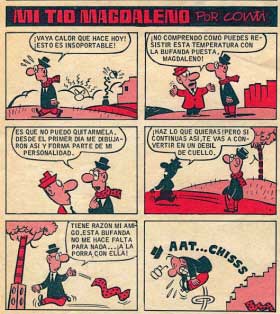 MI TIO MAGDALENO POR CONTI
¡VAYA CALOR QUE HACE HOY!
¡ESTO ES INSOPORTABLE!
¡NO COMPRENDO COMO PUEDES RE-
SISTIR ESTA TEMPERATURA CON
LA BUFANDA PUESTA,
MAGDALENO!
ES QUE NO PUEDO QUITARMELA.
DESDE EL PRIMER DIA ME DIBUJA-
RON ASI Y FORMA PARTE DE MI
PERSONALIDAD.
¡HAZ LO QUE QUIERAS! PERO SI
CONTINUAS ASI, TE VAS A CON-
VERTIR EN UN DEBIL
DE CUELLO.
TIENE RAZON MI AMI-
GO. ESTA BUFANDA
NO ME HACE FALTA
PARA NADA... ¡A LA
PORRA CON ELLA!
AAT...CHISSS